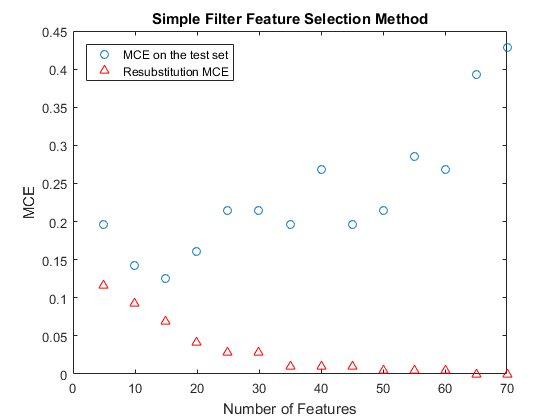 Simple Filter Feature Selection Method
MCE on the test set
Resubstitution MCE
MCE
0.45
0.4
0.35
0.3
0.25
0.2
0.15
0.1
0.05
0
0 10 20 30 40 50 60 70
Number of Features